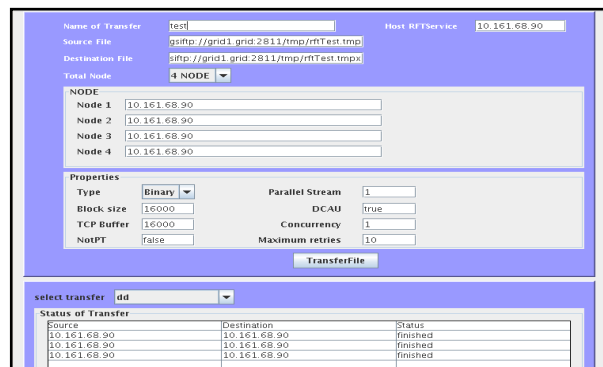 Name of Transfer test Host RFTService 10.161.68.90
Source File gsiftp://grid1.grid:2811/tmp/rftTest.tmp
Destination File siftp://grid1.grid:2811/tmp/rftTest.tmpx
Total Node 4 NODE
NODE
Node 1 10.161.68.90
Node 2 10.161.68.90
Node 3 10.161.68.90
Node 4 10.161.68.90
Properties
Type Binary Parallel Stream 1
Block size 16000 DCAU true
TCP Buffer 16000 Concurrency 1
NotPT false Maximum retries 10
TransferFile
select transfer dd
Status of Transfer
Source Destination Status
10.161.68.90 10.161.68.90 finished
10.161.68.90 10.161.68.90 finished
10.161.68.90 10.161.68.90 finished